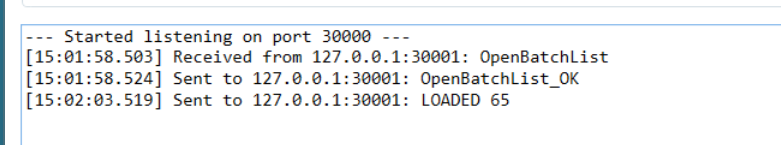 --- Started listening on port 30000 ---
[15:01:58.503] Received from 127.0.0.1:30001: OpenBatchList
[15:01:58.524] Sent to 127.0.0.1:30001: OpenBatchList_OK
[15:02:03.519] Sent to 127.0.0.1:30001: LOADED 65